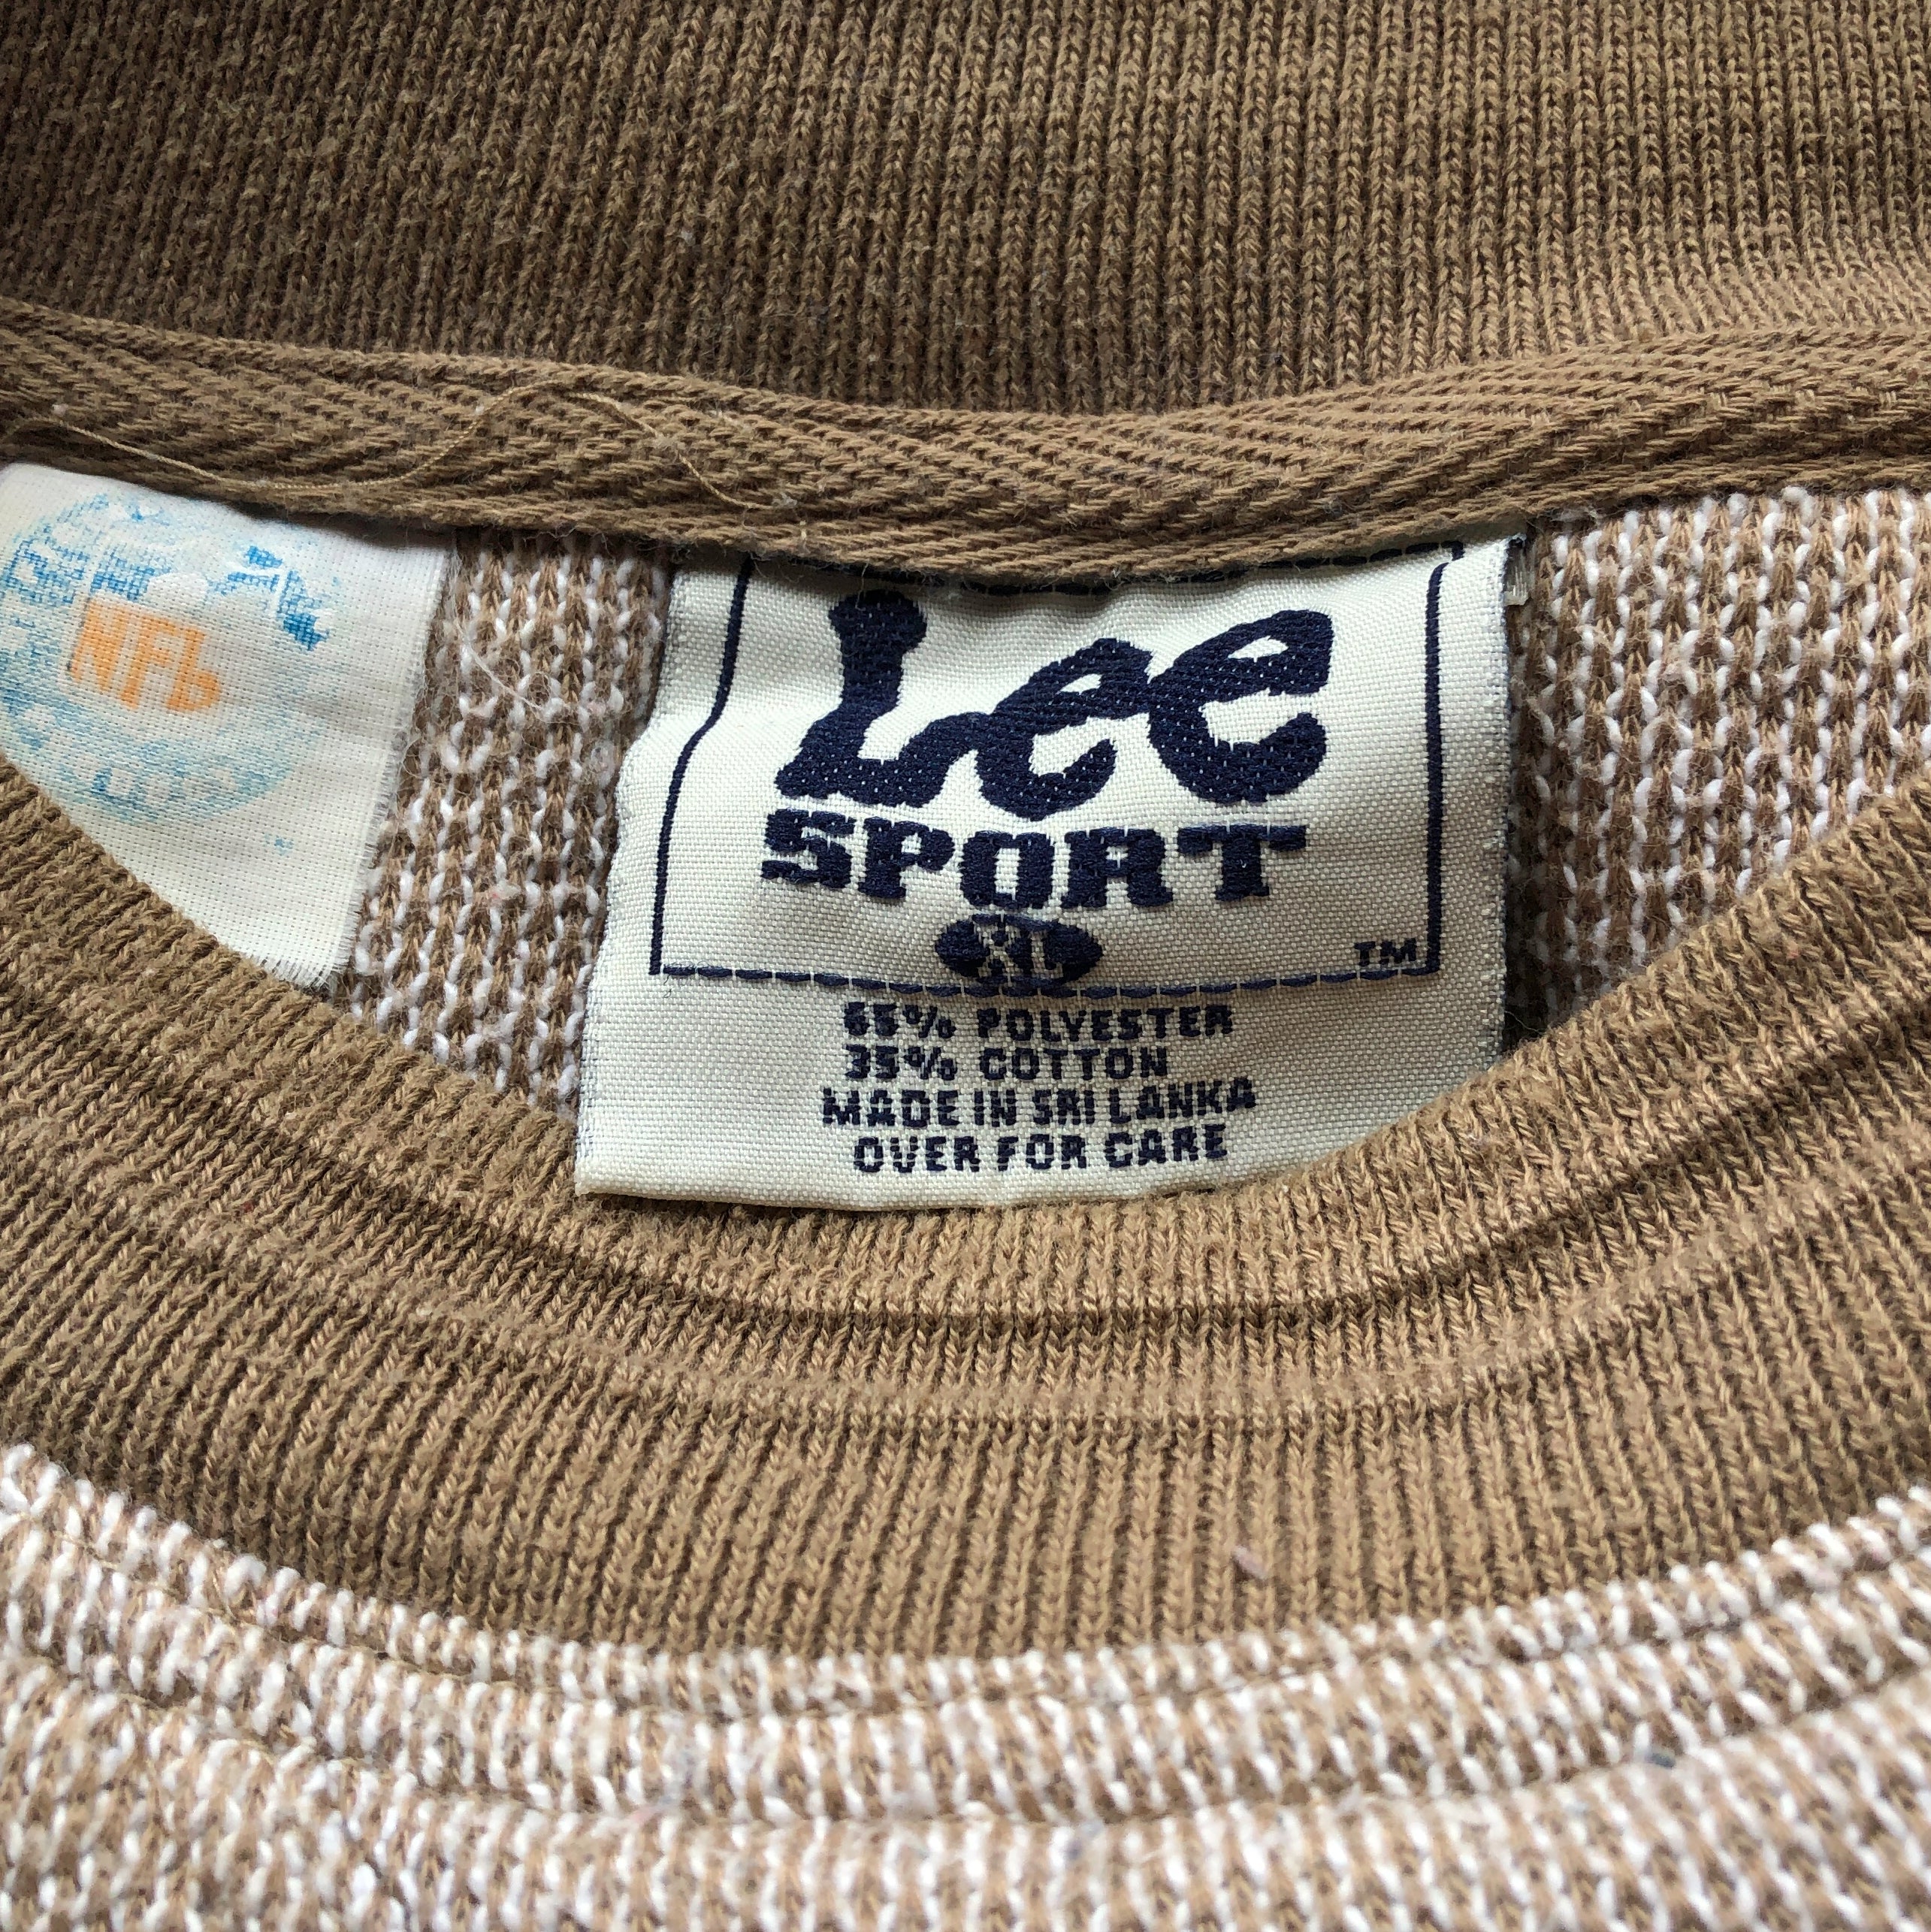 NFL
Lee
SPORT
XL
TM
65% POLYESTER
35% COTTON
MADE IN SRI LANKA
OVER FOR CARE